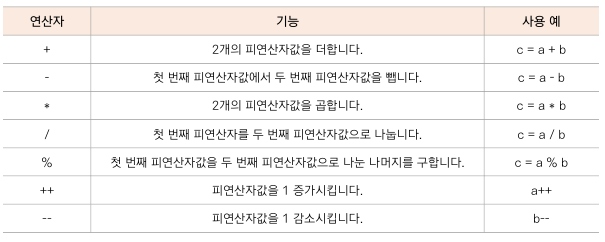 연산자 기능 사용 예
+ 2개의 피연산자값을 더합니다. c = a + b
- 첫 번째 피연산자값에서 두 번째 피연산자값을 뺍니다. c = a - b
* 2개의 피연산자값을 곱합니다. c = a * b
/ 첫 번째 피연산자를 두 번째 피연산자값으로 나눕니다. c = a / b
% 첫 번째 피연산자값을 두 번째 피연산자값으로 나눈 나머지를 구합니다. c = a % b
++ 피연산자값을 1 증가시킵니다. a++
-- 피연산자값을 1 감소시킵니다. b--